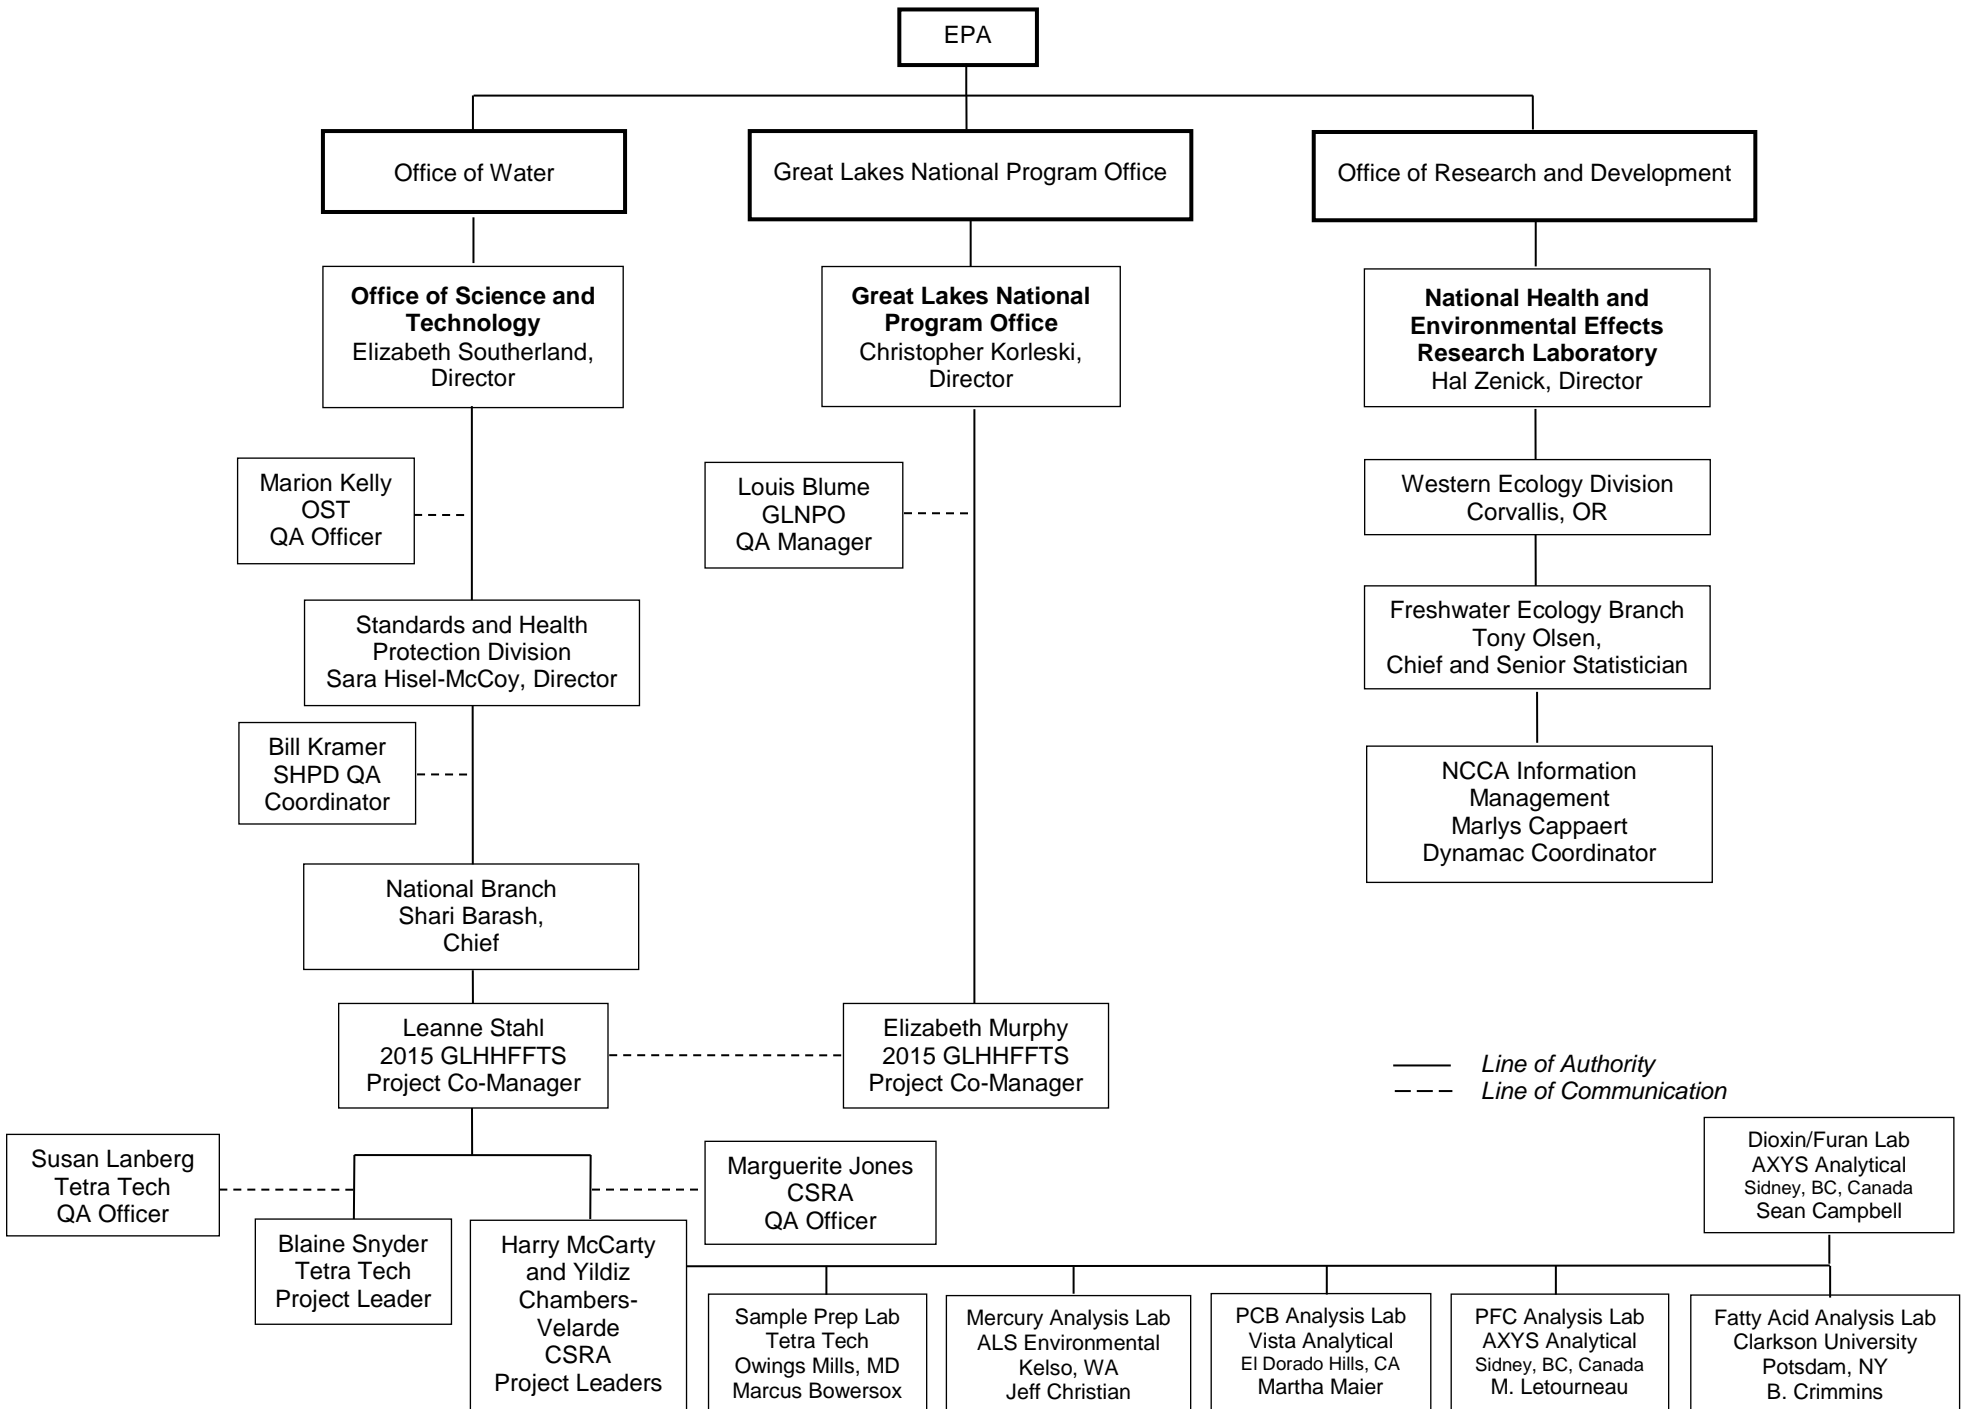 EPA
Office of Water
Great Lakes National Program Office
Office of Research and Development
Office of Science and
Technology
Elizabeth Southerland,
Director
Great Lakes National
Program Office
Christopher Korleski,
Director
National Health and
Environmental Effects
Research Laboratory
Hal Zenick, Director
Marion Kelly
OST
QA Officer
Louis Blume
GLNPO
QA Manager
Western Ecology Division
Corvallis, OR
Standards and Health
Protection Division
Sara Hisel-McCoy, Director
Freshwater Ecology Branch
Tony Olsen,
Chief and Senior Statistician
Bill Kramer
SHPD QA
Coordinator
NCCA Information
Management
Marlys Cappaert
Dynamac Coordinator
National Branch
Shari Barash,
Chief
Leanne Stahl
2015 GLHHFFTS
Project Co-Manager
Elizabeth Murphy
2015 GLHHFFTS
Project Co-Manager
Line of Authority
Line of Communication
Susan Lanberg
Tetra Tech
QA Officer
Marguerite Jones
CSRA
QA Officer
Dioxin/Furan Lab
AXYS Analytical
Sidney, BC, Canada
Sean Campbell
Blaine Snyder
Tetra Tech
Project Leader
Harry McCarty
and Yildiz
Chambers-
Velarde
CSRA
Project Leaders
Sample Prep Lab
Tetra Tech
Owings Mills, MD
Marcus Bowersox
Mercury Analysis Lab
ALS Environmental
Kelso, WA
Jeff Christian
PCB Analysis Lab
Vista Analytical
El Dorado Hills, CA
Martha Maier
PFC Analysis Lab
AXYS Analytical
Sidney, BC, Canada
M. Letourneau
Fatty Acid Analysis Lab
Clarkson University
Potsdam, NY
B. Crimmins